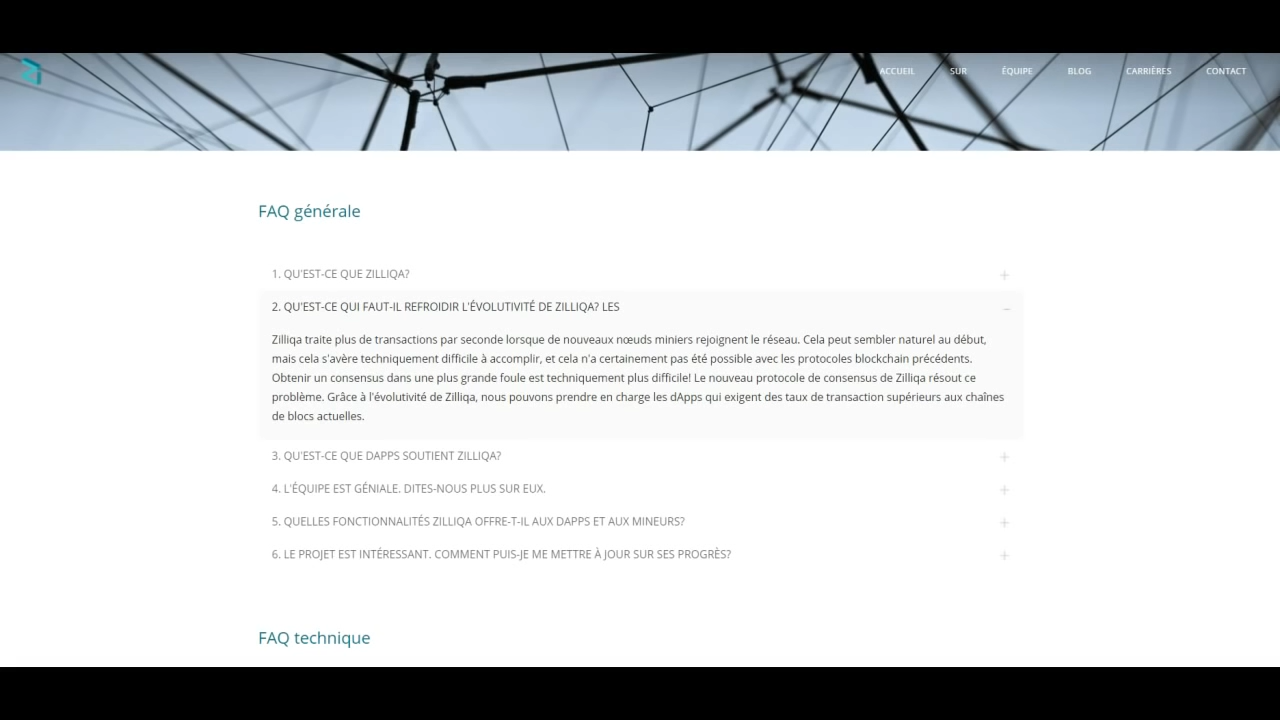 ACCUEIL SUR ÉQUIPE BLOG CARRIÈRES CONTACT
FAQ générale
1. QU'EST-CE QUE ZILLIQA?
2. QU'EST-CE QUI FAUT-IL REFROIDIR L'ÉVOLUTIVITÉ DE ZILLIQA? LES
Zilliqa traite plus de transactions par seconde lorsque de nouveaux nœuds miniers rejoignent le réseau. Cela peut sembler naturel au début,
mais cela s'avère techniquement difficile à accomplir, et cela n'a certainement pas été possible avec les protocoles blockchain précédents.
Obtenir un consensus dans une plus grande foule est techniquement plus difficile! Le nouveau protocole de consensus de Zilliqa résout ce
problème. Grâce à l'évolutivité de Zilliqa, nous pouvons prendre en charge les dApps qui exigent des taux de transaction supérieurs aux chaînes
de blocs actuelles.
3. QU'EST-CE QUE DAPPS SOUTIENT ZILLIQA?
4. L'ÉQUIPE EST GÉNIALE. DITES-NOUS PLUS SUR EUX.
5. QUELLES FONCTIONNALITÉS ZILLIQA OFFRE-T-IL AUX DAPPS ET AUX MINEURS?
6. LE PROJET EST INTÉRESSANT. COMMENT PUIS-JE ME METTRE À JOUR SUR SES PROGRÈS?
FAQ technique